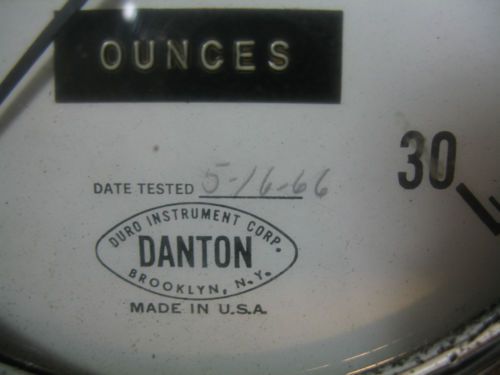 OUNCES
30
DATE TESTED 5-16-66
DURO INSTRUMENT CORP.
DANTON
BROOKLYN, N.Y.
MADE IN U.S.A.